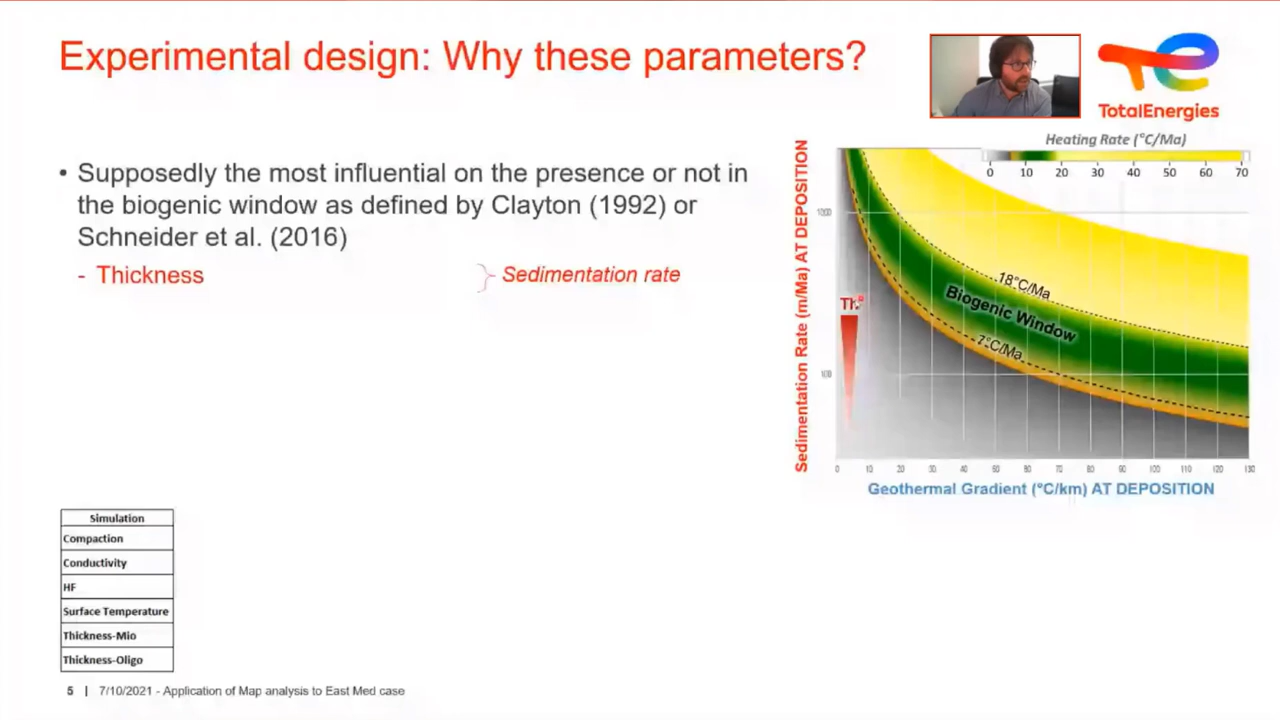 Experimental design: Why these parameters?
TotalEnergies
• Supposedly the most influential on the presence or not in
the biogenic window as defined by Clayton (1992) or
Schneider et al. (2016)
- Thickness
Sedimentation rate
Heating Rate (°C/Ma)
0 10 20 30 40 50 60 70
Sedimentation Rate (m/Ma) AT DEPOSITION
1000
100
18°C/Ma
Biogenic Window
7°C/Ma
0 10 20 30 40 50 60 70 80 90 100 110 120 130
Geothermal Gradient (°C/km) AT DEPOSITION
Simulation
Compaction
Conductivity
HF
Surface Temperature
Thickness-Mio
Thickness-Oligo
5 | 7/10/2021 - Application of Map analysis to East Med case